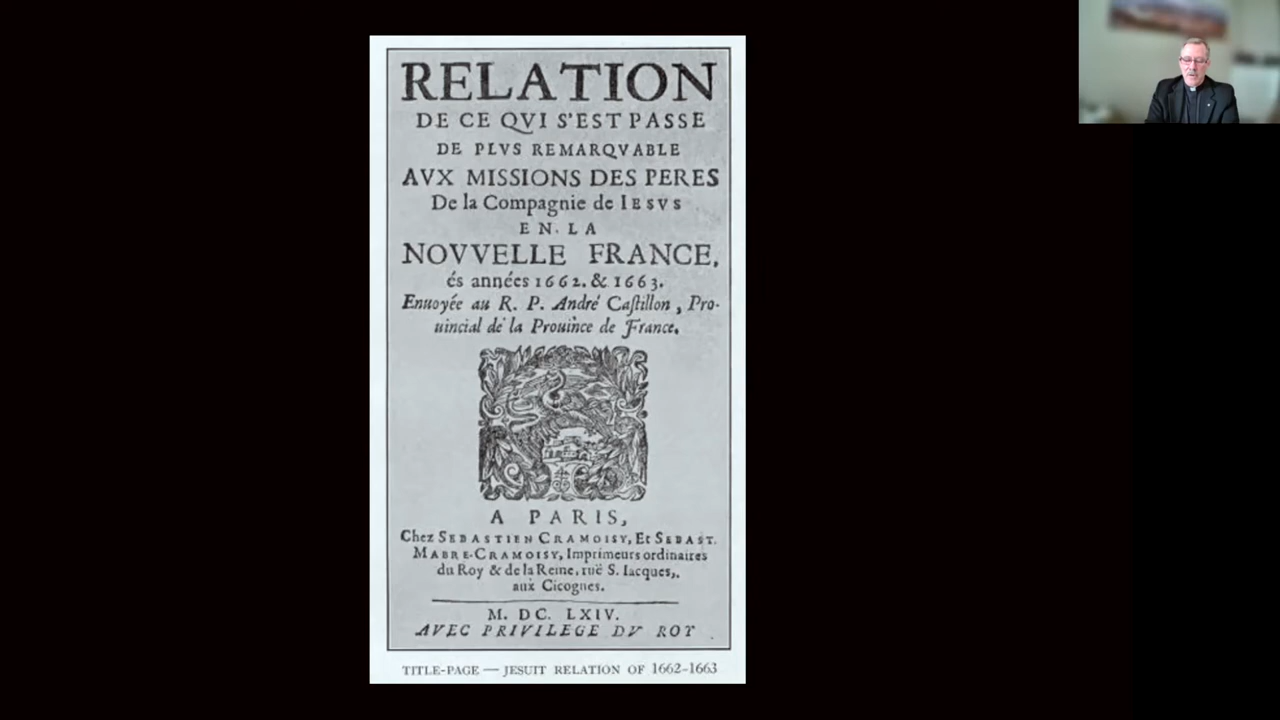 RELATION
DE CE QVI S'EST PASSE
DE PLVS REMARQVABLE
AVX MISSIONS DES PERES
De la Compagnie de IESVS
EN LA
NOVVELLE FRANCE,
és années 1662. & 1663.
Enuoyée au R. P. André Caſtillon, Pro-
uincial de la Prouince de France.
A PARIS,
Chez SEBASTIEN CRAMOISY, Et SEBAST.
MABRE-CRAMOISY, Imprimeurs ordinaires
du Roy & de la Reine, ruë S. Iacques,
aux Cicognes.
M. DC. LXIV.
AVEC PRIVILEGE DV ROY
TITLE-PAGE — JESUIT RELATION OF 1662-1663